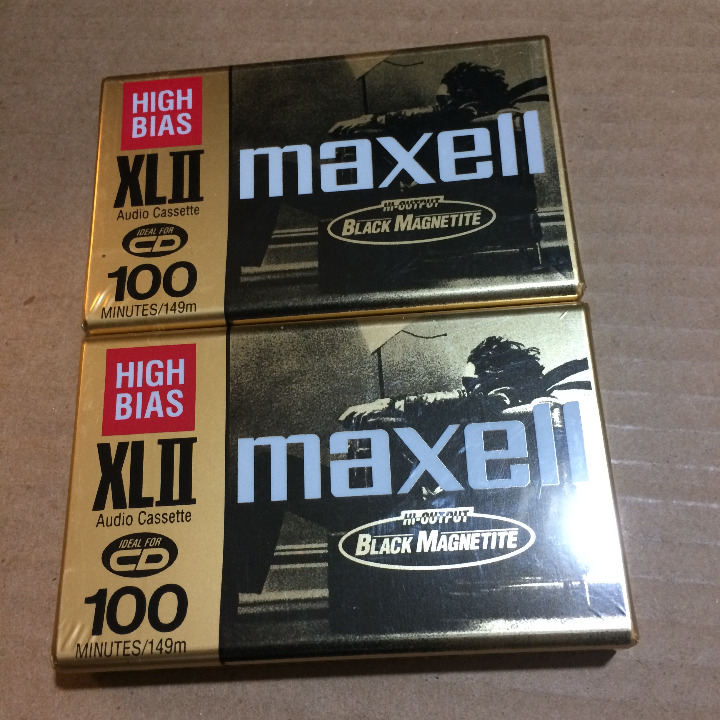 HIGH
BIAS
XLII
Audio Cassette
IDEAL FOR
CD
100
MINUTES/149m
maxell
HI-OUTPUT
BLACK MAGNETITE
HIGH
BIAS
XLII
Audio Cassette
IDEAL FOR
CD
100
MINUTES/149m
maxell
HI-OUTPUT
BLACK MAGNETITE